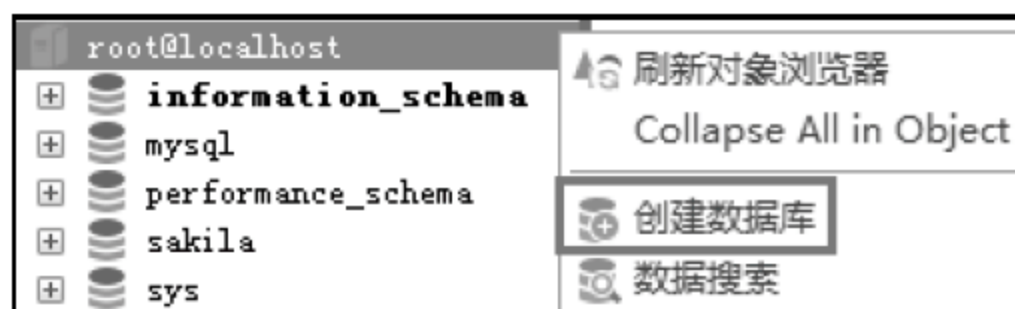 root@localhost
information_schema
mysql
performance_schema
sakila
sys
刷新对象浏览器
Collapse All in Object
创建数据库
数据搜索